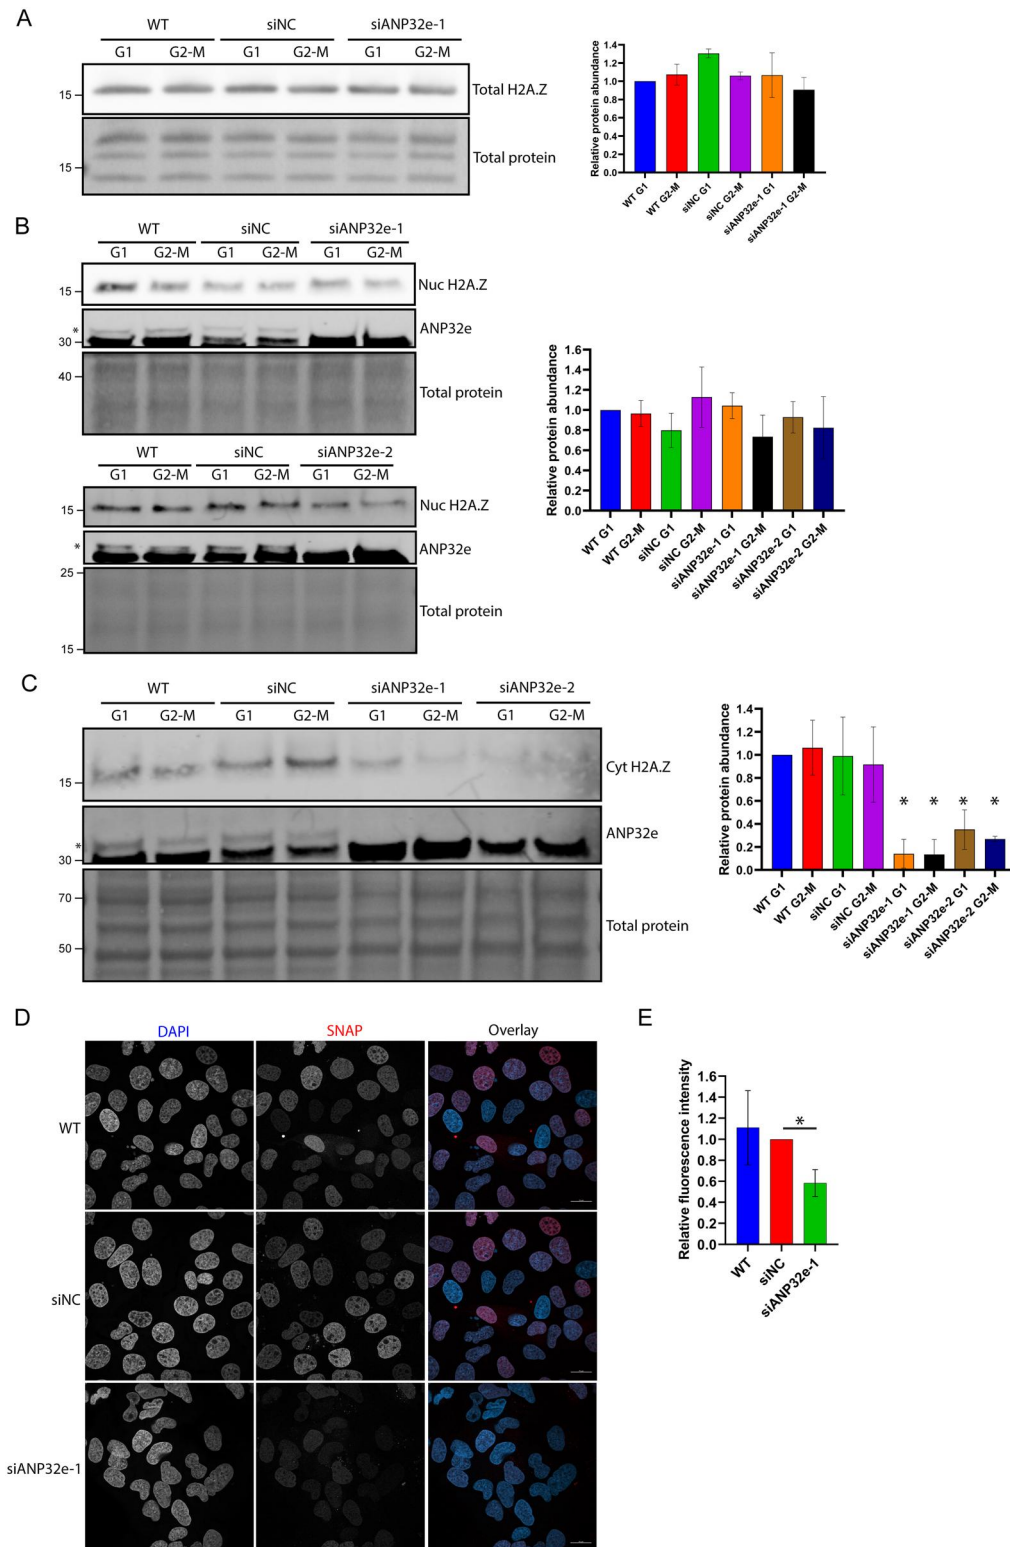 A
WT siNC siANP32e-1
G1 G2-M G1 G2-M G1 G2-M
15
Total H2A.Z
15
Total protein
Relative protein abundance
1.4
1.2
1.0
0.8
0.6
0.4
0.2
0.0
WT G1
WT G2-M
siNC G1
siNC G2-M
siANP32e-1 G1
siANP32e-1 G2-M
B
WT siNC siANP32e-1
G1 G2-M G1 G2-M G1 G2-M
15
Nuc H2A.Z
*
30
ANP32e
40
Total protein
WT siNC siANP32e-2
G1 G2-M G1 G2-M G1 G2-M
15
Nuc H2A.Z
*
ANP32e
25
Total protein
15
Relative protein abundance
1.6
1.4
1.2
1.0
0.8
0.6
0.4
0.2
0.0
WT G1
WT G2-M
siNC G1
siNC G2-M
siANP32e-1 G1
siANP32e-1 G2-M
siANP32e-2 G1
siANP32e-2 G2-M
C
WT siNC siANP32e-1 siANP32e-2
G1 G2-M G1 G2-M G1 G2-M G1 G2-M
15
Cyt H2A.Z
*
30
ANP32e
70
50
Total protein
Relative protein abundance
1.4
1.2
1.0
0.8
0.6
0.4
0.2
0.0
* * * *
WT G1
WT G2-M
siNC G1
siNC G2-M
siANP32e-1 G1
siANP32e-1 G2-M
siANP32e-2 G1
siANP32e-2 G2-M
D
DAPI SNAP Overlay
WT
siNC
siANP32e-1
E
Relative fluorescence intensity
1.6
1.4
1.2
1.0
0.8
0.6
0.4
0.2
0.0
*
WT
siNC
siANP32e-1